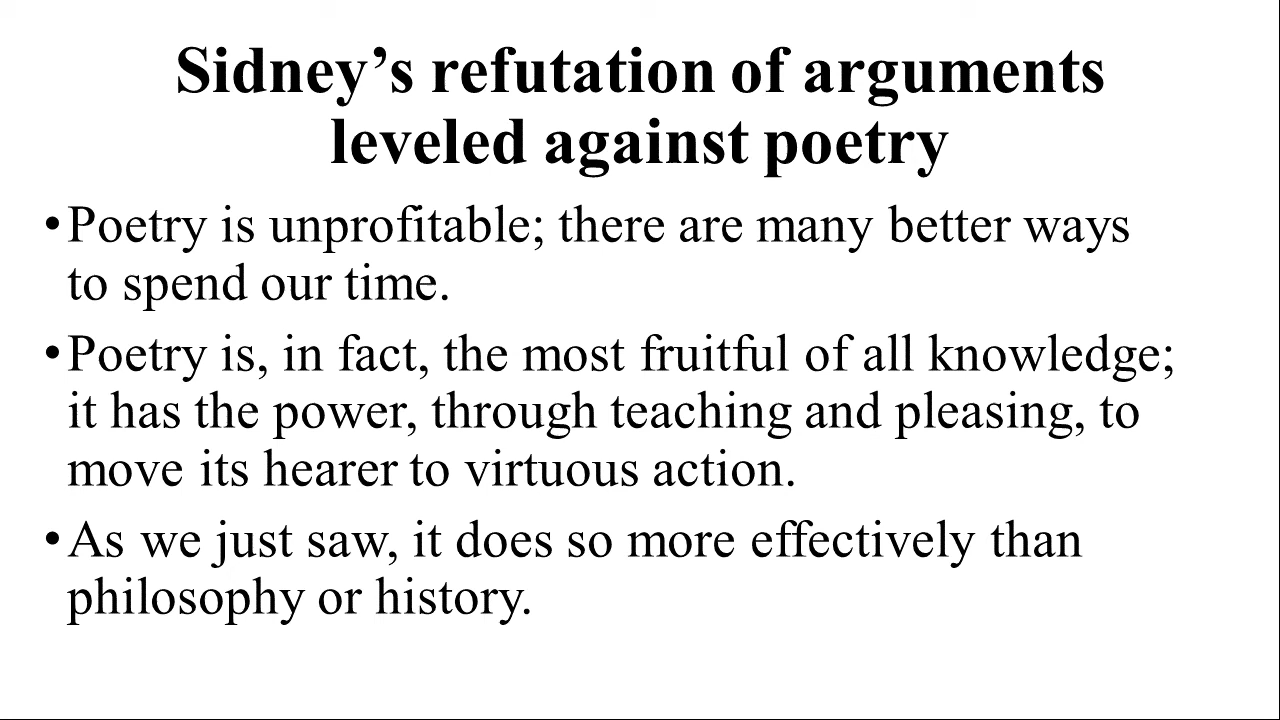 Sidney’s refutation of arguments
leveled against poetry
•Poetry is unprofitable; there are many better ways
to spend our time.
•Poetry is, in fact, the most fruitful of all knowledge;
it has the power, through teaching and pleasing, to
move its hearer to virtuous action.
•As we just saw, it does so more effectively than
philosophy or history.